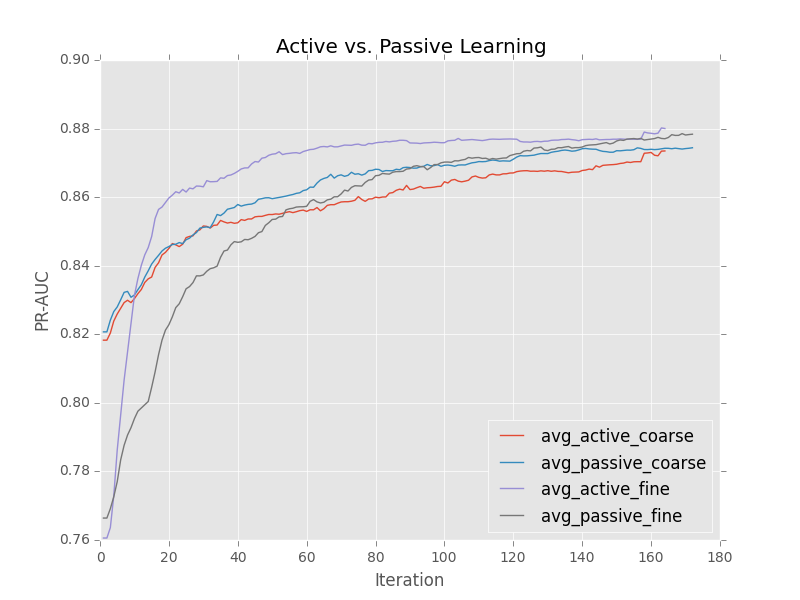 Active vs. Passive Learning
0.90
0.88
0.86
0.84
0.82
0.80
0.78
0.76
PR-AUC
avg_active_coarse
avg_passive_coarse
avg_active_fine
avg_passive_fine
0 20 40 60 80 100 120 140 160 180
Iteration